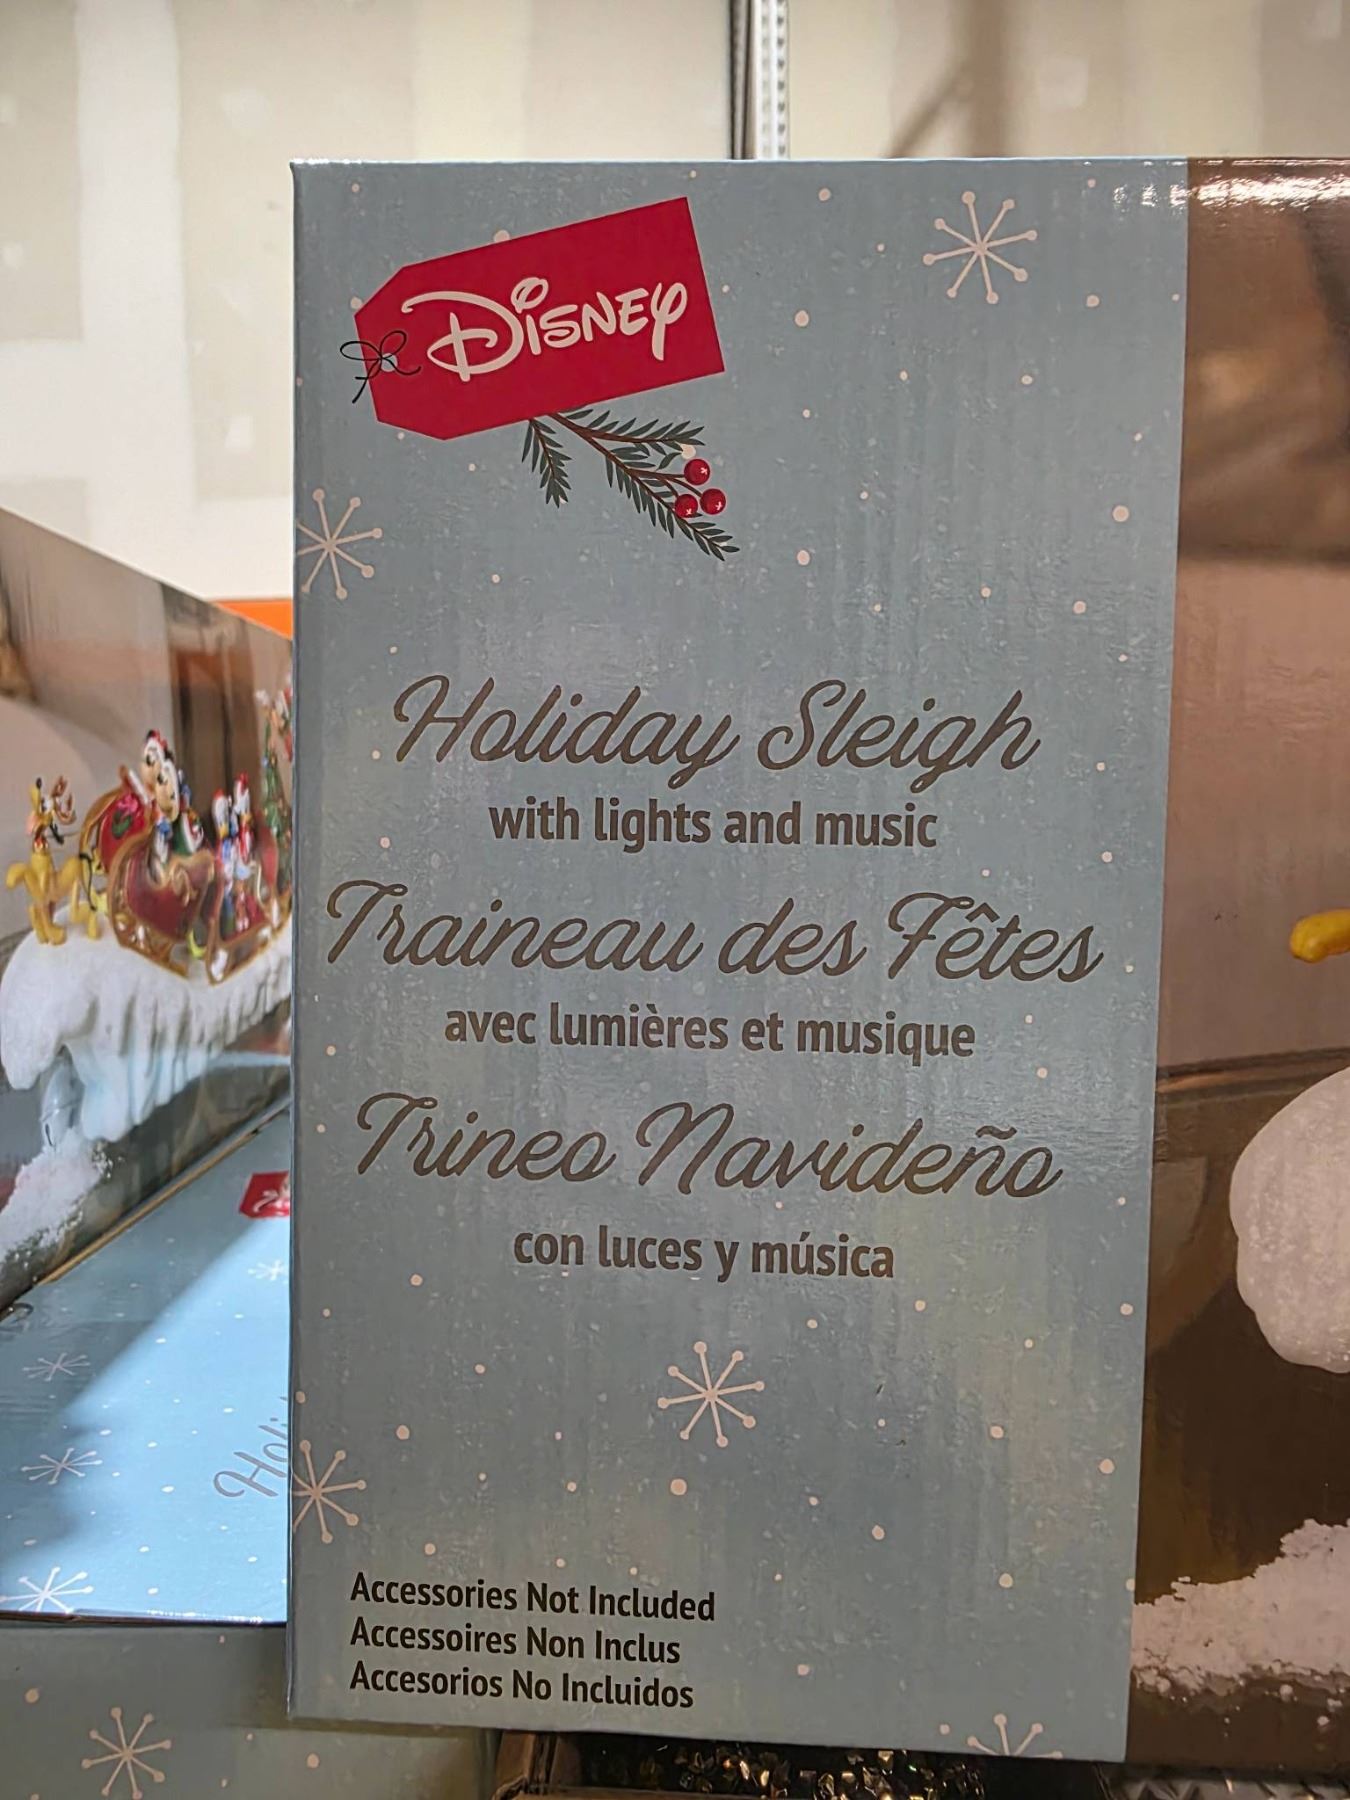 Disney
Holiday Sleigh
with lights and music
Traineau des Fêtes
avec lumières et musique
Trineo Navideño
con luces y música
Accessories Not Included
Accessoires Non Inclus
Accesorios No Incluidos